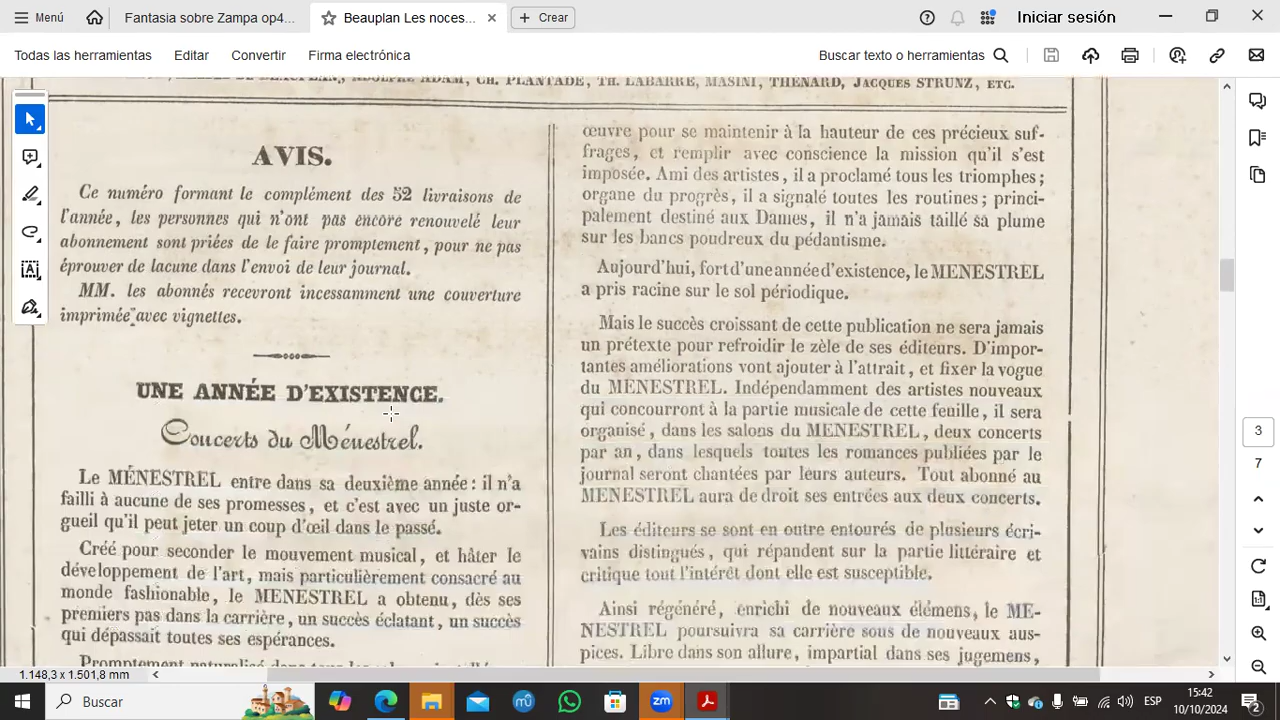 Menú
Fantasia sobre Zampa op4...
Beauplan Les noces...
Crear
Iniciar sesión
Todas las herramientas
Editar
Convertir
Firma electrónica
Buscar texto o herramientas
ADOLPHE ADAM, CH. PLANTADE, TH. LABARRE, MASINI, THENARD, JACQUES STRUNZ, ETC.
AVIS.
Ce numéro formant le complément des 52 livraisons de
l'année, les personnes qui n'ont pas encore renouvelé leur
abonnement sont priées de le faire promptement, pour ne pas
éprouver de lacune dans l'envoi de leur journal.
MM. les abonnés recevront incessamment une couverture
imprimée avec vignettes.
UNE ANNÉE D'EXISTENCE.
Concerts du Ménestrel.
Le MÉNESTREL entre dans sa deuxième année : il n'a
failli à aucune de ses promesses, et c'est avec un juste or-
gueil qu'il peut jeter un coup d'œil dans le passé.
Créé pour seconder le mouvement musical, et hâter le
développement de l'art, mais particulièrement consacré au
monde fashionable, le MENESTREL a obtenu, dès ses
premiers pas dans la carrière, un succès éclatant, un succès
qui dépassait toutes ses espérances.
Promptement naturalisé dans tous les
œuvre pour se maintenir à la hauteur de ces précieux suf-
frages, et remplir avec conscience la mission qu'il s'est
imposée. Ami des artistes, il a proclamé tous les triomphes ;
organe du progrès, il a signalé toutes les routines ; princi-
palement destiné aux Dames, il n'a jamais taillé sa plume
sur les bancs poudreux du pédantisme.
Aujourd'hui, fort d'une année d'existence, le MENESTREL
a pris racine sur le sol périodique.
Mais le succès croissant de cette publication ne sera jamais
un prétexte pour refroidir le zèle de ses éditeurs. D'impor-
tantes améliorations vont ajouter à l'attrait, et fixer la vogue
du MENESTREL. Indépendamment des artistes nouveaux
qui concourront à la partie musicale de cette feuille, il sera
organisé, dans les salons du MENESTREL, deux concerts
par an, dans lesquels toutes les romances publiées par le
journal seront chantées par leurs auteurs. Tout abonné au
MENESTREL aura de droit ses entrées aux deux concerts.
Les éditeurs se sont en outre entourés de plusieurs écri-
vains distingués, qui répandent sur la partie littéraire et
critique tout l'intérêt dont elle est susceptible.
Ainsi régénéré, enrichi de nouveaux élémens, le ME-
NESTREL poursuivra sa carrière sous de nouveaux aus-
pices. Libre dans son allure, impartial dans ses jugemens,
3
7
1.148,3 x 1.501,8 mm
Buscar
zm
ESP
15:42
10/10/2024
2